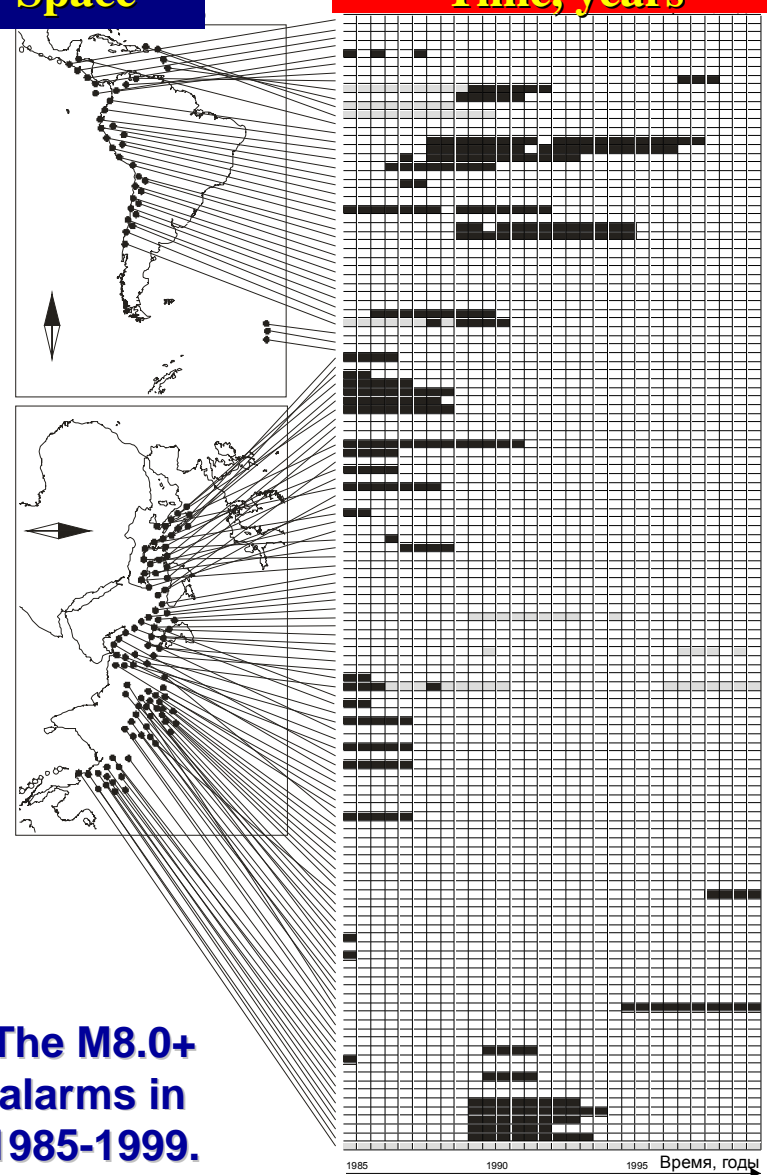 Space
Time, years
The M8.0+
alarms in
1985-1999.
1985 1990 1995 Время, годы